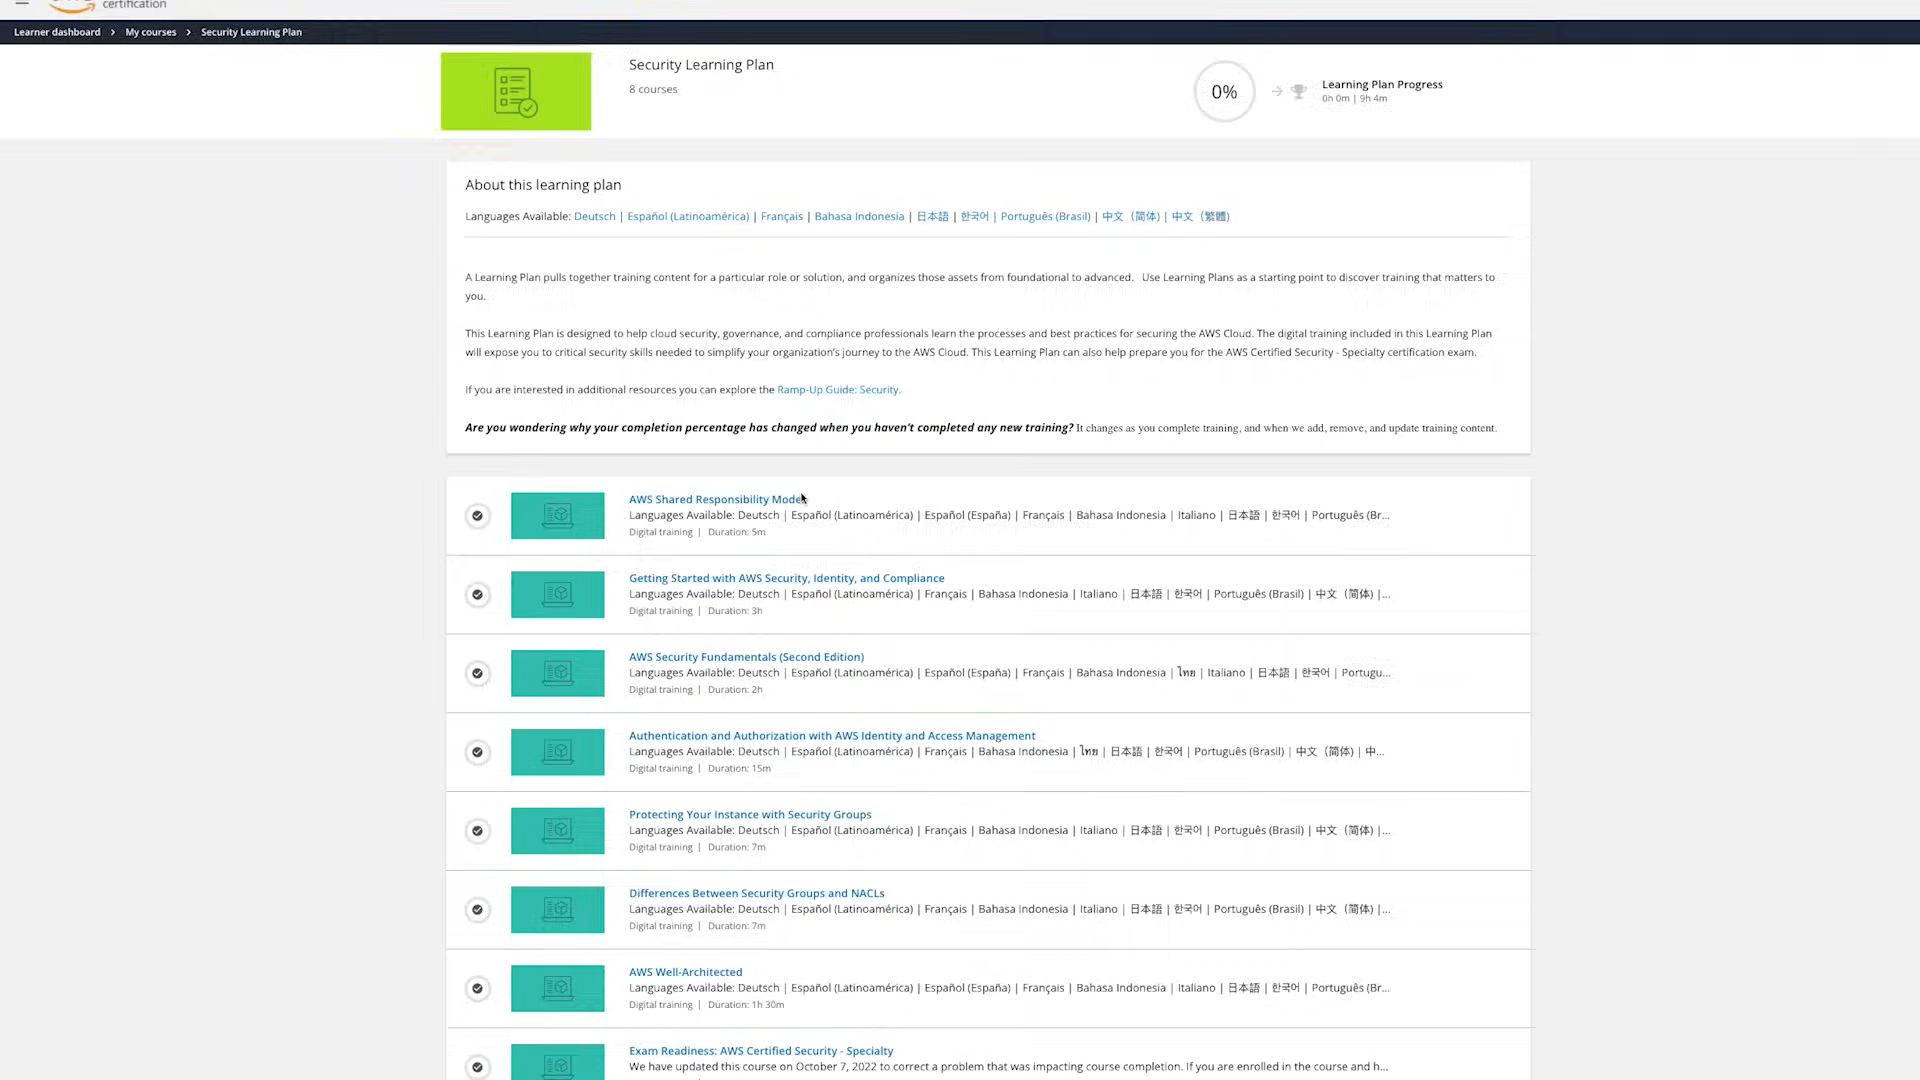 certification
Learner dashboard > My courses > Security Learning Plan
Security Learning Plan
8 courses
0%
Learning Plan Progress
0h 0m | 9h 4m
About this learning plan
Languages Available: Deutsch | Español (Latinoamérica) | Français | Bahasa Indonesia | 日本語 | 한국어 | Português (Brasil) | 中文（简体）| 中文（繁體）
A Learning Plan pulls together training content for a particular role or solution, and organizes those assets from foundational to advanced. Use Learning Plans as a starting point to discover training that matters to
you.
This Learning Plan is designed to help cloud security, governance, and compliance professionals learn the processes and best practices for securing the AWS Cloud. The digital training included in this Learning Plan
will expose you to critical security skills needed to simplify your organization's journey to the AWS Cloud. This Learning Plan can also help prepare you for the AWS Certified Security - Specialty certification exam.
If you are interested in additional resources you can explore the Ramp-Up Guide: Security.
Are you wondering why your completion percentage has changed when you haven't completed any new training? It changes as you complete training, and when we add, remove, and update training content.
AWS Shared Responsibility Model
Languages Available: Deutsch | Español (Latinoamérica) | Español (España) | Français | Bahasa Indonesia | Italiano | 日本語 | 한국어 | Português (Br...
Digital training | Duration: 5m
Getting Started with AWS Security, Identity, and Compliance
Languages Available: Deutsch | Español (Latinoamérica) | Français | Bahasa Indonesia | Italiano | 日本語 | 한국어 | Português (Brasil) | 中文（简体）|...
Digital training | Duration: 3h
AWS Security Fundamentals (Second Edition)
Languages Available: Deutsch | Español (Latinoamérica) | Español (España) | Français | Bahasa Indonesia | ไทย | Italiano | 日本語 | 한국어 | Portugu...
Digital training | Duration: 2h
Authentication and Authorization with AWS Identity and Access Management
Languages Available: Deutsch | Español (Latinoamérica) | Français | Bahasa Indonesia | ไทย | 日本語 | 한국어 | Português (Brasil) | 中文（简体）| 中...
Digital training | Duration: 15m
Protecting Your Instance with Security Groups
Languages Available: Deutsch | Español (Latinoamérica) | Français | Bahasa Indonesia | Italiano | 日本語 | 한국어 | Português (Brasil) | 中文（简体）|...
Digital training | Duration: 7m
Differences Between Security Groups and NACLs
Languages Available: Deutsch | Español (Latinoamérica) | Français | Bahasa Indonesia | Italiano | 日本語 | 한국어 | Português (Brasil) | 中文（简体）|...
Digital training | Duration: 7m
AWS Well-Architected
Languages Available: Deutsch | Español (Latinoamérica) | Español (España) | Français | Bahasa Indonesia | Italiano | 日本語 | 한국어 | Português (Br...
Digital training | Duration: 1h 30m
Exam Readiness: AWS Certified Security - Specialty
We have updated this course on October 7, 2022 to correct a problem that was impacting course completion. If you are enrolled in the course and h...